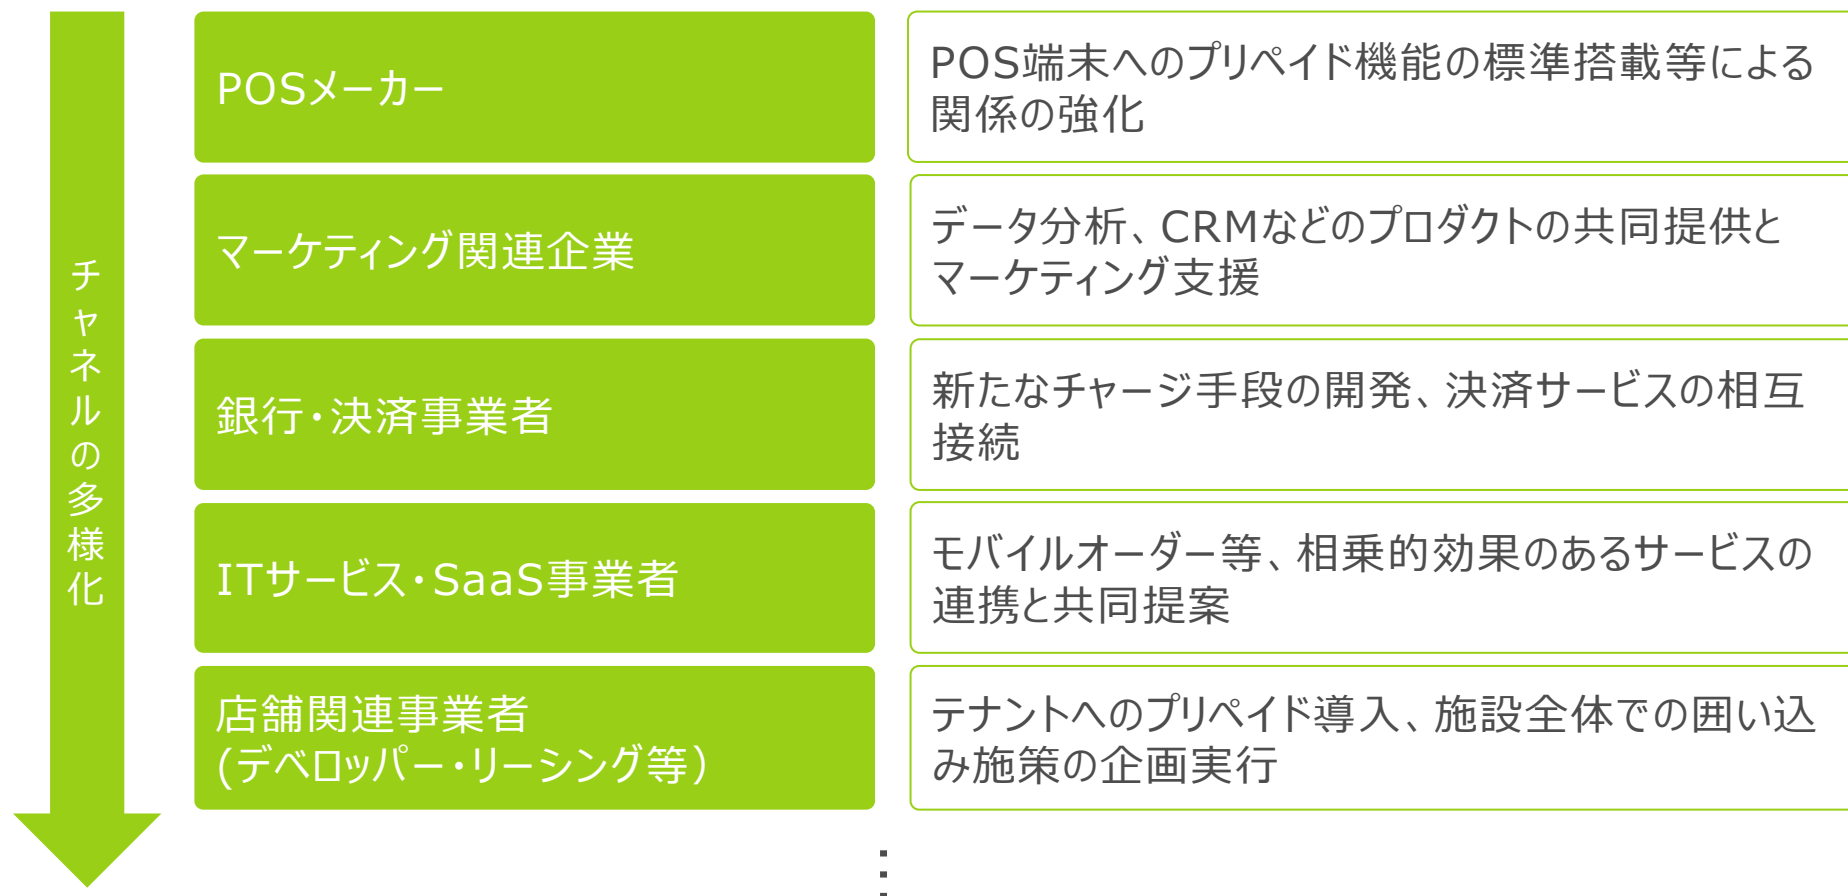 チャネルの多様化
POSメーカー
POS端末へのプリペイド機能の標準搭載等による
関係の強化
マーケティング関連企業
データ分析、CRMなどのプロダクトの共同提供と
マーケティング支援
銀行・決済事業者
新たなチャージ手段の開発、決済サービスの相互
接続
ITサービス・SaaS事業者
モバイルオーダー等、相乗的効果のあるサービスの
連携と共同提案
店舗関連事業者
(デベロッパー・リーシング等）
テナントへのプリペイド導入、施設全体での囲い込
み施策の企画実行